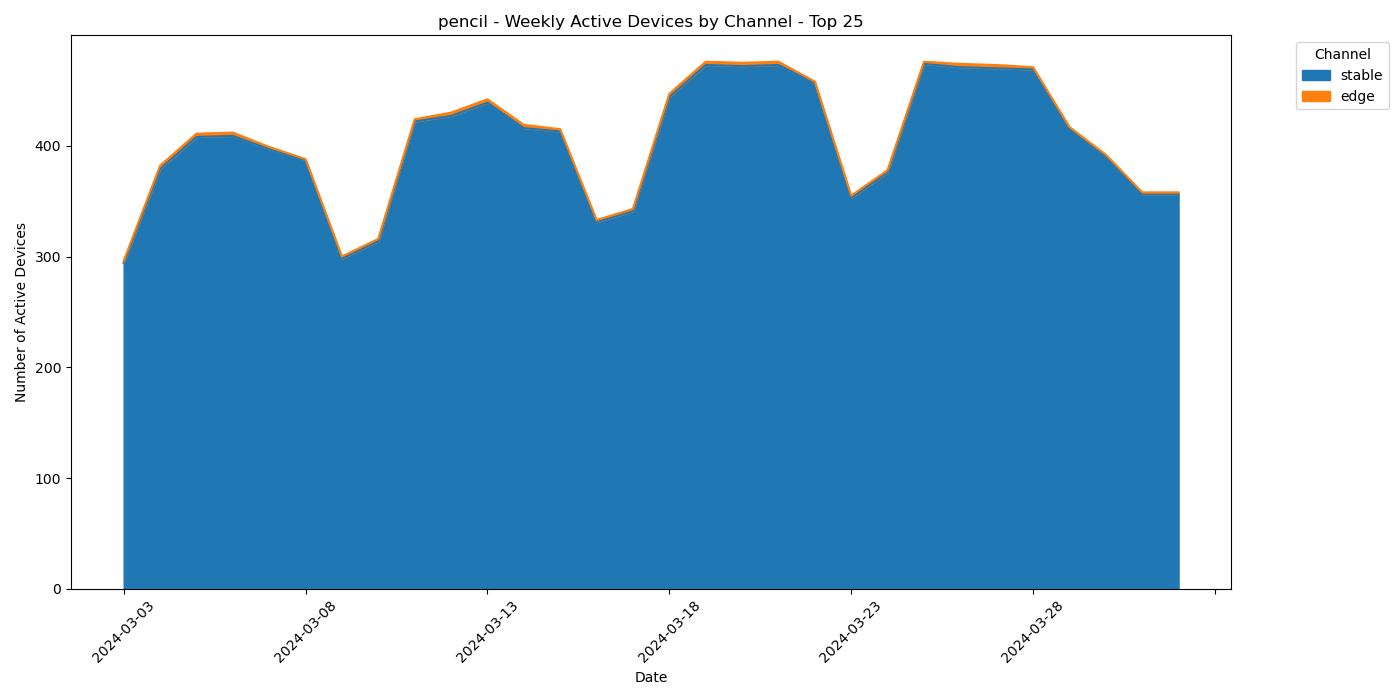 pencil - Weekly Active Devices by Channel - Top 25
Channel
stable
edge
Number of Active Devices
400
300
200
100
0
2024-03-03
2024-03-08
2024-03-13
2024-03-18
2024-03-23
2024-03-28
Date